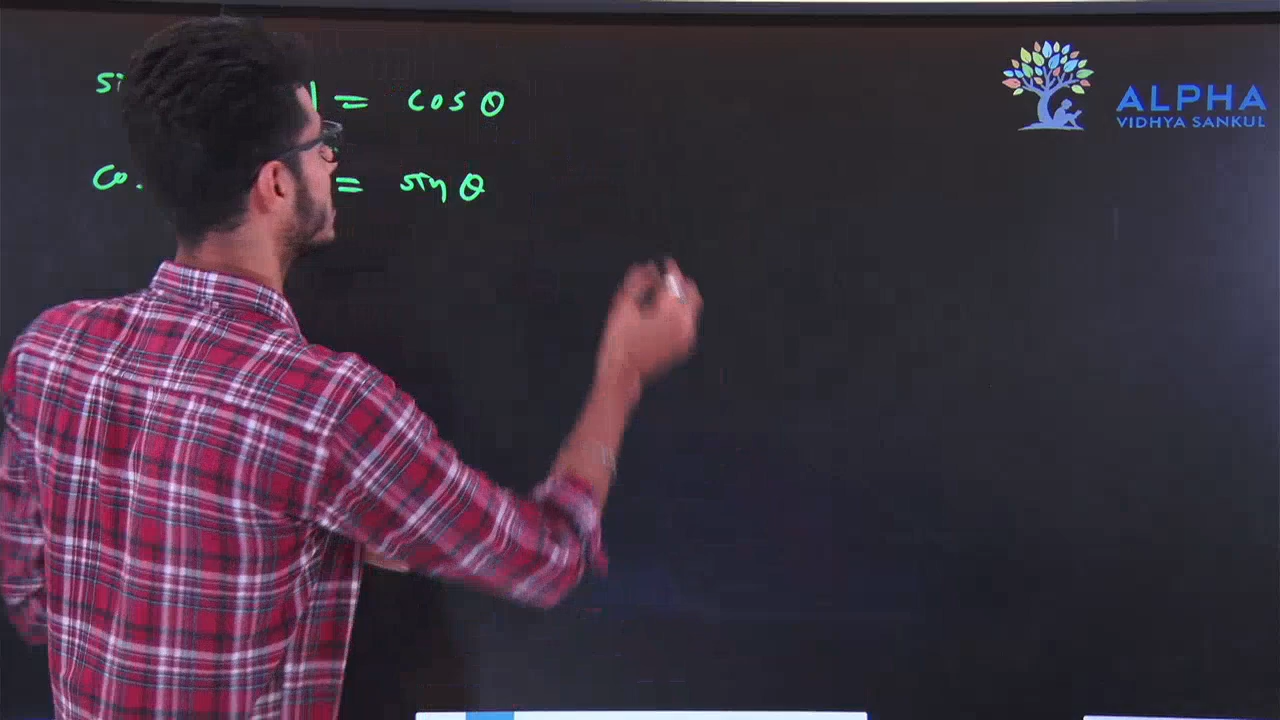 = cos θ
= sin θ
ALPHA
VIDHYA SANKUL